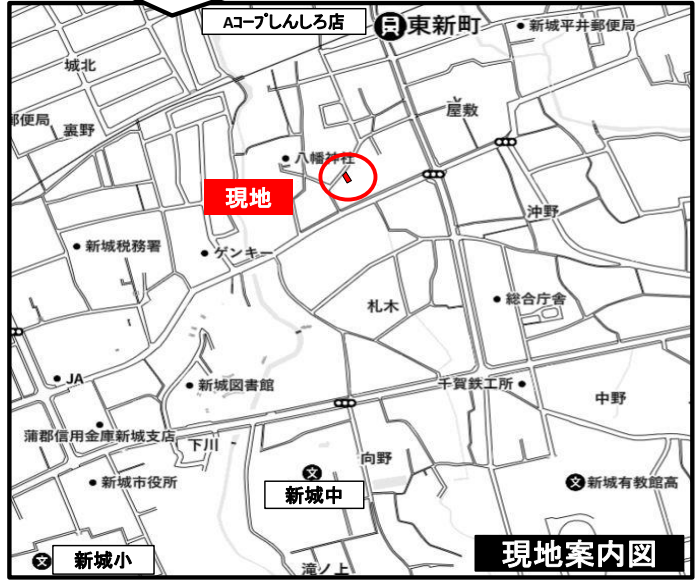 Aコープしんしろ店
東新町
新城平井郵便局
城北
屋敷
郵便局
裏野
八幡神社
現地
沖野
新城税務署
ゲンキー
札木
総合庁舎
JA
新城図書館
千賀鉄工所
中野
蒲郡信用金庫新城支店
下川
向野
文
新城市役所
新城中
文
新城有教館高
文
新城小
滝ノ上
現地案内図